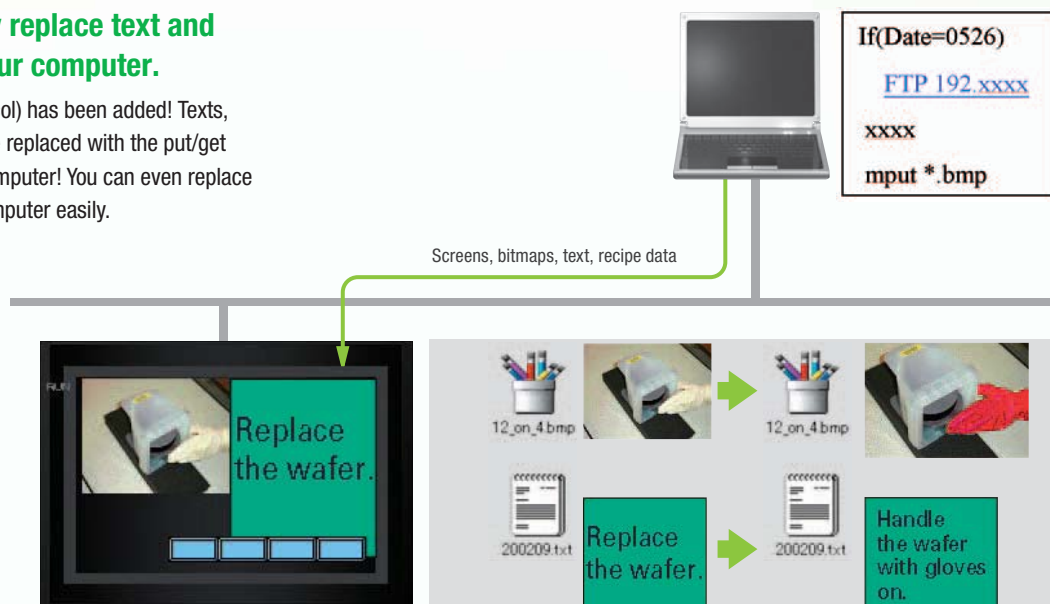 replace text and
ur computer.
ol) has been added! Texts,
replaced with the put/get
mputer! You can even replace
nputer easily.
If(Date=0526)
FTP 192.xxxx
xxxx
mput *.bmp
Screens, bitmaps, text, recipe data
RUN
Replace
the wafer.
12_on_4.bmp
12_on_4.bmp
200209.txt
Replace
the wafer.
200209.txt
Handle
the wafer
with gloves
on.